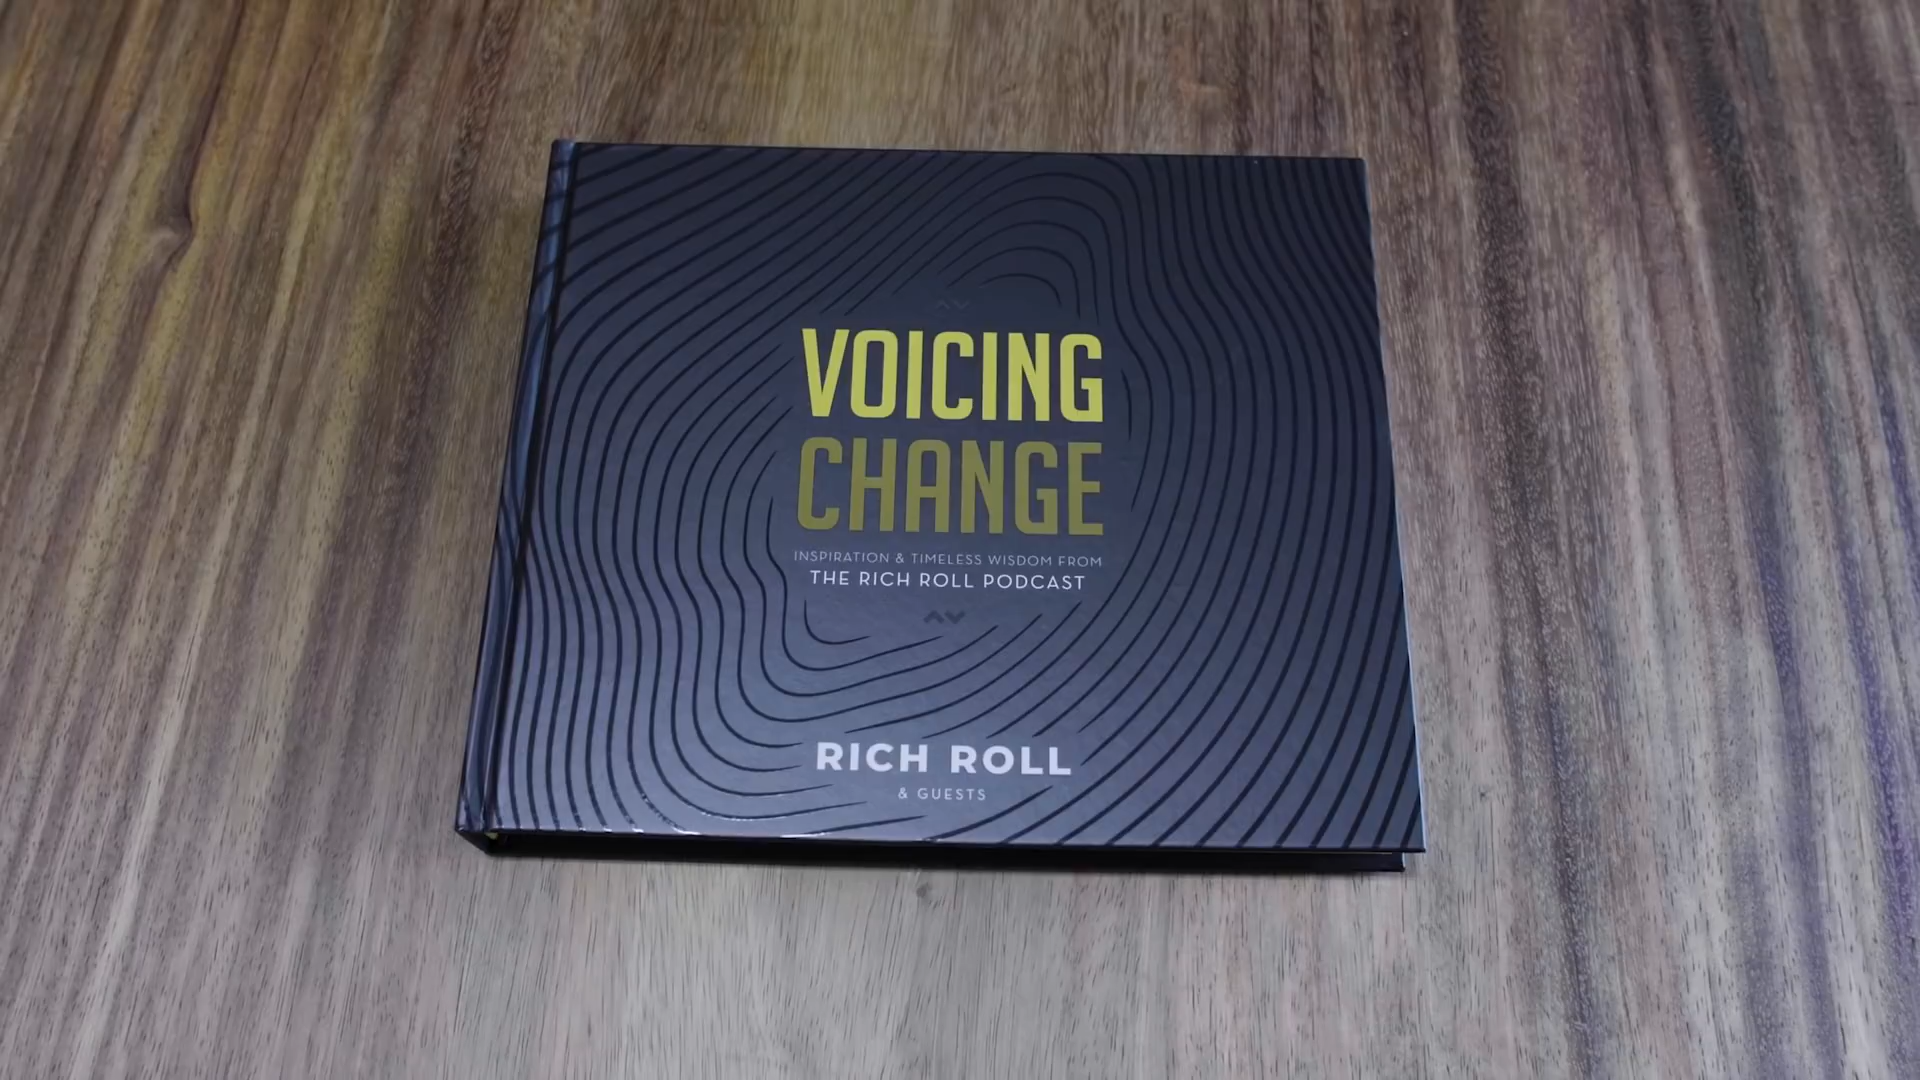 VOICING
CHANGE
INSPIRATION & TIMELESS WISDOM FROM
THE RICH ROLL PODCAST
RICH ROLL
& GUESTS